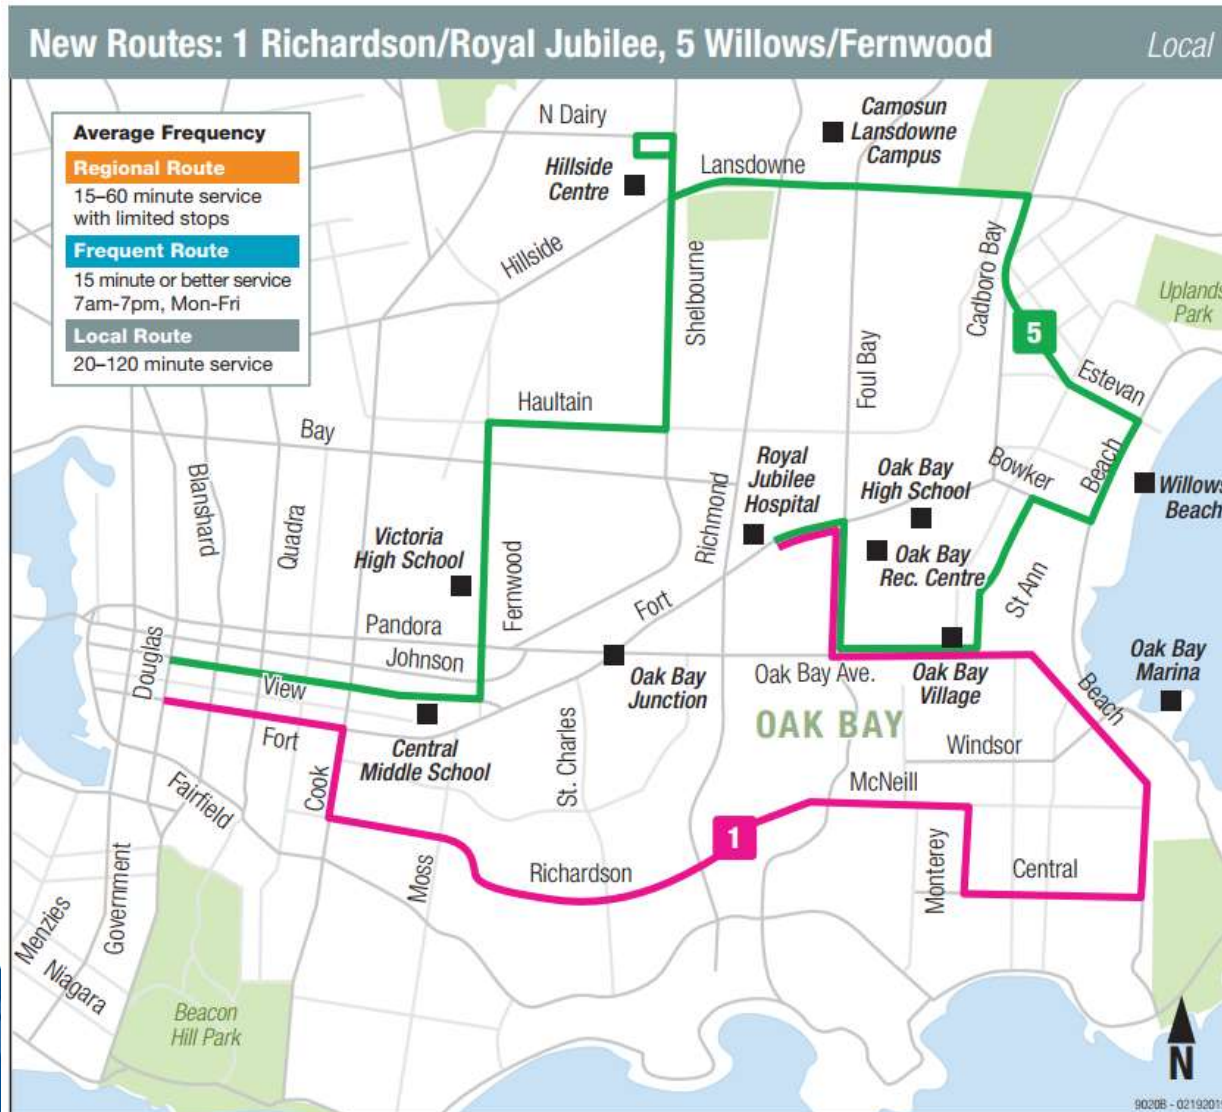 New Routes: 1 Richardson/Royal Jubilee, 5 Willows/Fernwood
Local
Average Frequency
Regional Route
15–60 minute service
with limited stops
Frequent Route
15 minute or better service
7am-7pm, Mon-Fri
Local Route
20–120 minute service
N Dairy
Hillside
Centre
Camosun
Lansdowne
Campus
Lansdowne
Hillside
Shelbourne
Cadboro Bay
Uplands
Park
5
Foul Bay
Estevan
Haultain
Bay
Blanshard
Quadra
Victoria
High School
Fernwood
Richmond
Royal
Jubilee
Hospital
Oak Bay
High School
Bowker
Beach
Willows
Beach
Oak Bay
Rec. Centre
St Ann
Fort
Pandora
Johnson
Douglas
View
Oak Bay
Junction
Oak Bay Ave.
Oak Bay
Village
Beach
Oak Bay
Marina
OAK BAY
Windsor
Fort
Central
Middle School
St. Charles
McNeill
Fairfield
Cook
1
Moss
Richardson
Monterey
Central
Government
Menzies
Niagara
Beacon
Hill Park
N
9020B - 02192019